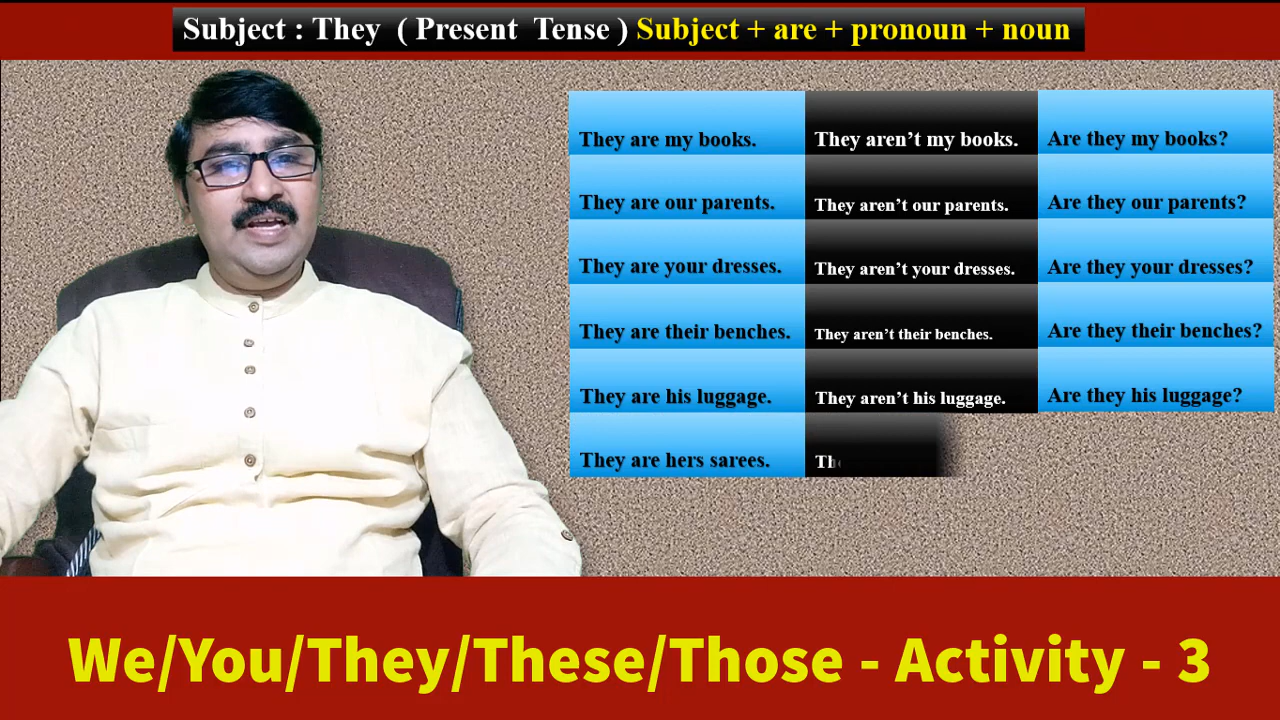 Subject : They ( Present Tense ) Subject + are + pronoun + noun
They are my books. They aren’t my books. Are they my books?
They are our parents. They aren’t our parents. Are they our parents?
They are your dresses. They aren’t your dresses. Are they your dresses?
They are their benches. They aren’t their benches. Are they their benches?
They are his luggage. They aren’t his luggage. Are they his luggage?
They are hers sarees.
We/You/They/These/Those - Activity - 3